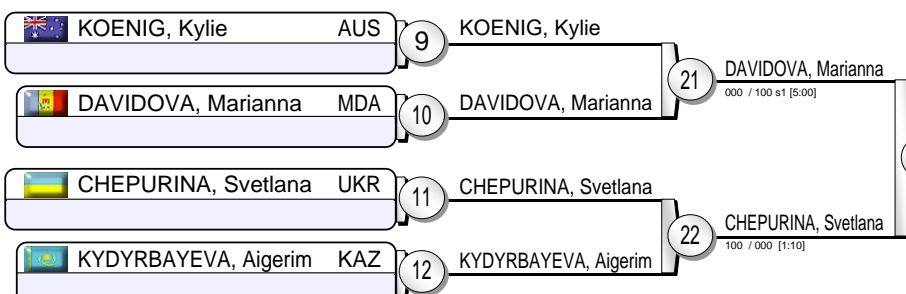 KOENIG, Kylie AUS 9 KOENIG, Kylie
21 DAVIDOVA, Marianna
000 / 100 s1 [5:00]
DAVIDOVA, Marianna MDA 10 DAVIDOVA, Marianna
CHEPURINA, Svetlana UKR 11 CHEPURINA, Svetlana
22 CHEPURINA, Svetlana
100 / 000 [1:10]
KYDYRBAYEVA, Aigerim KAZ 12 KYDYRBAYEVA, Aigerim